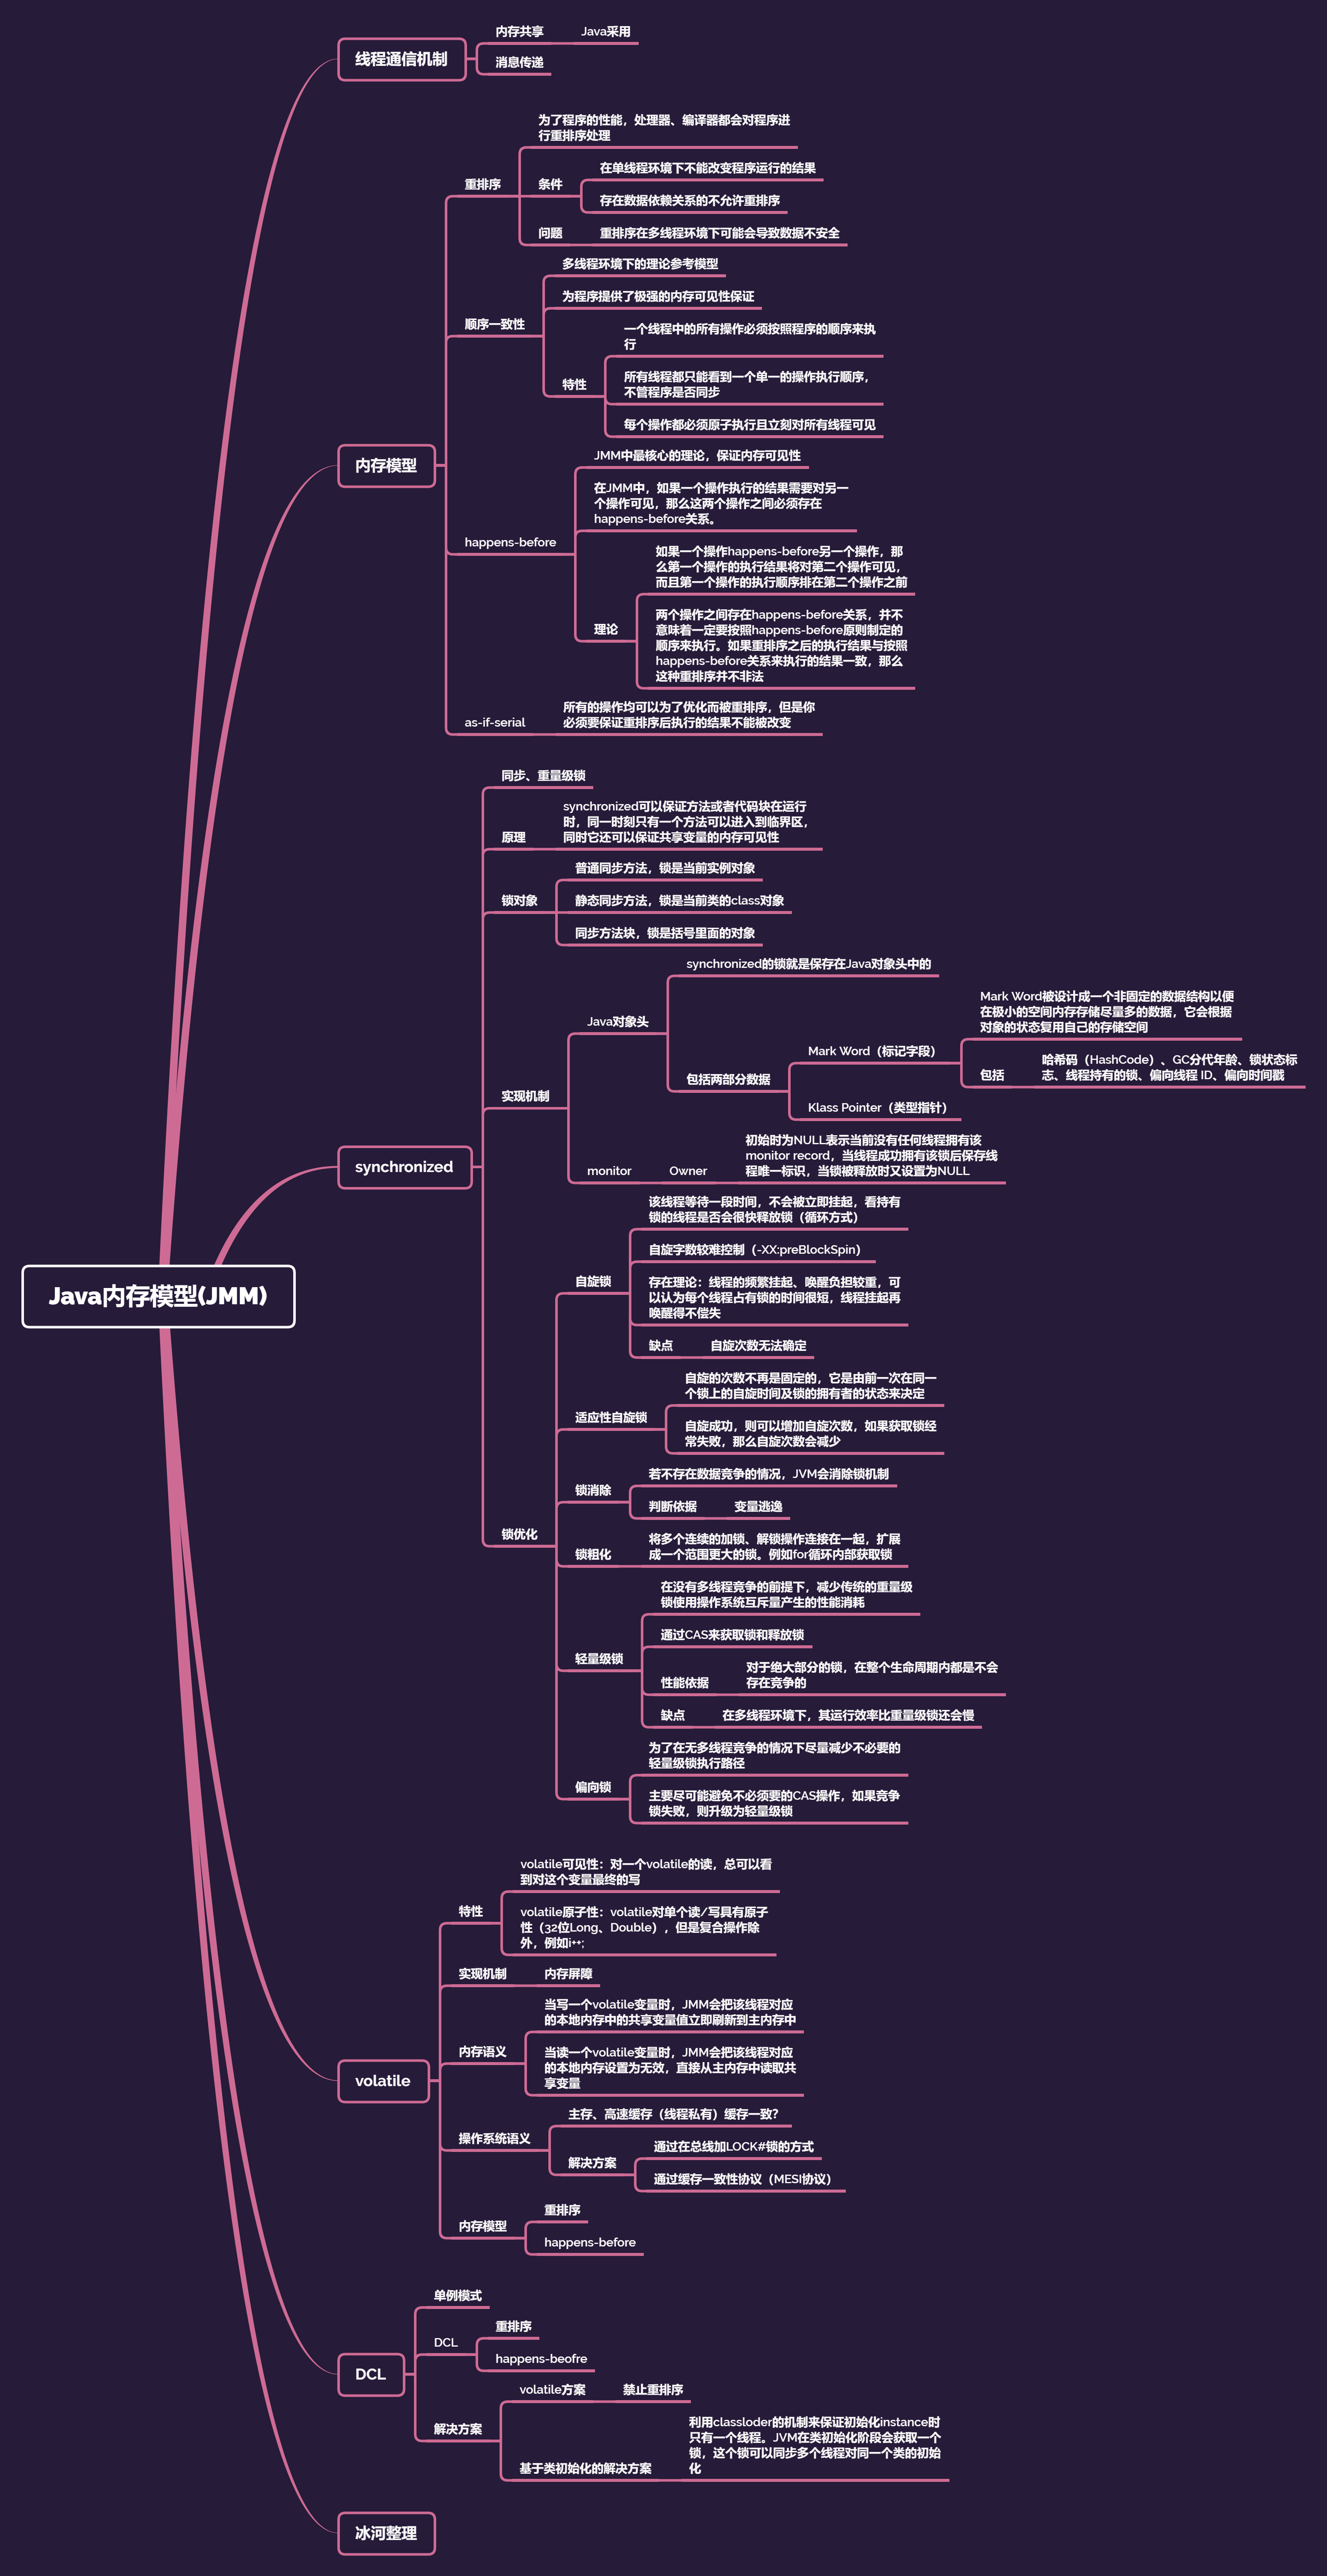 内存共享
Java采用
线程通信机制
消息传递
为了程序的性能，处理器、编译器都会对程序进
行重排序处理
重排序
条件
在单线程环境下不能改变程序运行的结果
存在数据依赖关系的不允许重排序
问题
重排序在多线程环境下可能会导致数据不安全
多线程环境下的理论参考模型
为程序提供了极强的内存可见性保证
顺序一致性
一个线程中的所有操作必须按照程序的顺序来执
行
特性
所有线程都只能看到一个单一的操作执行顺序，
不管程序是否同步
每个操作都必须原子执行且立刻对所有线程可见
内存模型
JMM中最核心的理论，保证内存可见性
在JMM中，如果一个操作执行的结果需要对另一
个操作可见，那么这两个操作之间必须存在
happens-before关系。
happens-before
如果一个操作happens-before另一个操作，那
么第一个操作的执行结果将对第二个操作可见，
而且第一个操作的执行顺序排在第二个操作之前
理论
两个操作之间存在happens-before关系，并不
意味着一定要按照happens-before原则制定的
顺序来执行。如果重排序之后的执行结果与按照
happens-before关系来执行的结果一致，那么
这种重排序并不非法
as-if-serial
所有的操作均可以为了优化而被重排序，但是你
必须要保证重排序后执行的结果不能被改变
同步、重量级锁
原理
synchronized可以保证方法或者代码块在运行
时，同一时刻只有一个方法可以进入到临界区，
同时它还可以保证共享变量的内存可见性
锁对象
普通同步方法，锁是当前实例对象
静态同步方法，锁是当前类的class对象
同步方法块，锁是括号里面的对象
synchronized的锁就是保存在Java对象头中的
Java对象头
包括两部分数据
Mark Word（标记字段）
Mark Word被设计成一个非固定的数据结构以便
在极小的空间内存存储尽量多的数据，它会根据
对象的状态复用自己的存储空间
包括
哈希码（HashCode）、GC分代年龄、锁状态标
志、线程持有的锁、偏向线程 ID、偏向时间戳
Klass Pointer（类型指针）
实现机制
monitor
Owner
初始时为NULL表示当前没有任何线程拥有该
monitor record，当线程成功拥有该锁后保存线
程唯一标识，当锁被释放时又设置为NULL
synchronized
该线程等待一段时间，不会被立即挂起，看持有
锁的线程是否会很快释放锁（循环方式）
自旋字数较难控制（-XX:preBlockSpin）
自旋锁
存在理论：线程的频繁挂起、唤醒负担较重，可
以认为每个线程占有锁的时间很短，线程挂起再
唤醒得不偿失
缺点
自旋次数无法确定
适应性自旋锁
自旋的次数不再是固定的，它是由前一次在同一
个锁上的自旋时间及锁的拥有者的状态来决定
自旋成功，则可以增加自旋次数，如果获取锁经
常失败，那么自旋次数会减少
锁消除
若不存在数据竞争的情况，JVM会消除锁机制
判断依据
变量逃逸
锁优化
锁粗化
将多个连续的加锁、解锁操作连接在一起，扩展
成一个范围更大的锁。例如for循环内部获取锁
在没有多线程竞争的前提下，减少传统的重量级
锁使用操作系统互斥量产生的性能消耗
通过CAS来获取锁和释放锁
轻量级锁
性能依据
对于绝大部分的锁，在整个生命周期内都是不会
存在竞争的
缺点
在多线程环境下，其运行效率比重量级锁还会慢
偏向锁
为了在无多线程竞争的情况下尽量减少不必要的
轻量级锁执行路径
主要尽可能避免不必须要的CAS操作，如果竞争
锁失败，则升级为轻量级锁
Java内存模型(JMM)
特性
volatile可见性：对一个volatile的读，总可以看
到对这个变量最终的写
volatile原子性：volatile对单个读/写具有原子
性（32位Long、Double），但是复合操作除
外，例如i++;
实现机制
内存屏障
内存语义
当写一个volatile变量时，JMM会把该线程对应
的本地内存中的共享变量值立即刷新到主内存中
当读一个volatile变量时，JMM会把该线程对应
的本地内存设置为无效，直接从主内存中读取共
享变量
volatile
操作系统语义
主存、高速缓存（线程私有）缓存一致？
解决方案
通过在总线加LOCK#锁的方式
通过缓存一致性协议（MESI协议）
内存模型
重排序
happens-before
单例模式
DCL
重排序
happens-beofre
DCL
解决方案
volatile方案
禁止重排序
基于类初始化的解决方案
利用classloder的机制来保证初始化instance时
只有一个线程。JVM在类初始化阶段会获取一个
锁，这个锁可以同步多个线程对同一个类的初始
化
冰河整理